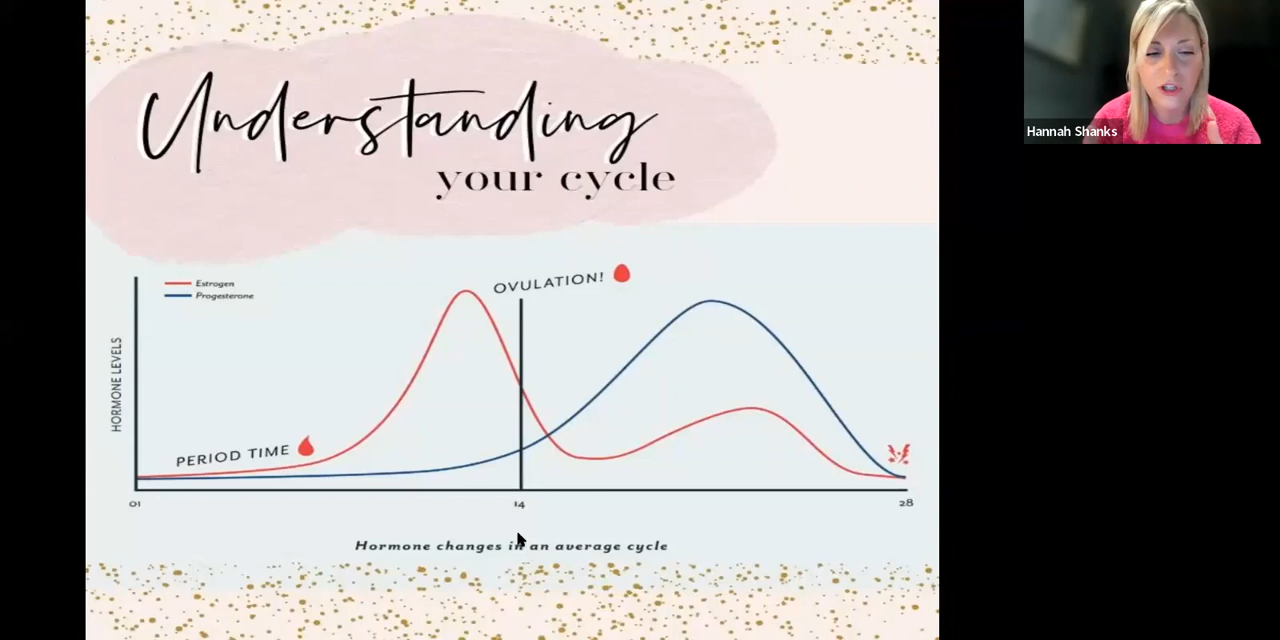 Understanding
your cycle
Hannah Shanks
Estrogen
Progesterone
OVULATION!
HORMONE LEVELS
PERIOD TIME
01
14
28
Hormone changes in an average cycle